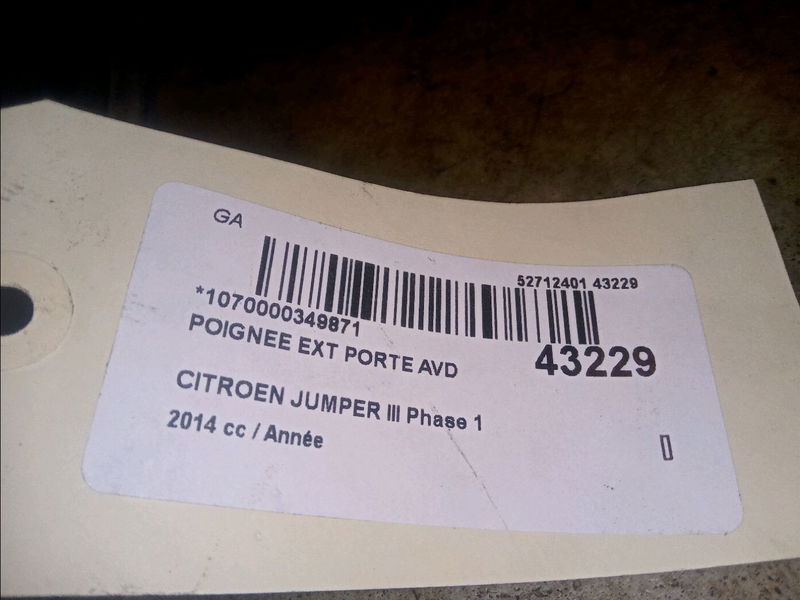 GA
52712401 43229
*1070000349871
43229
POIGNEE EXT PORTE AVD
CITROEN JUMPER III Phase 1
2014 cc / Année